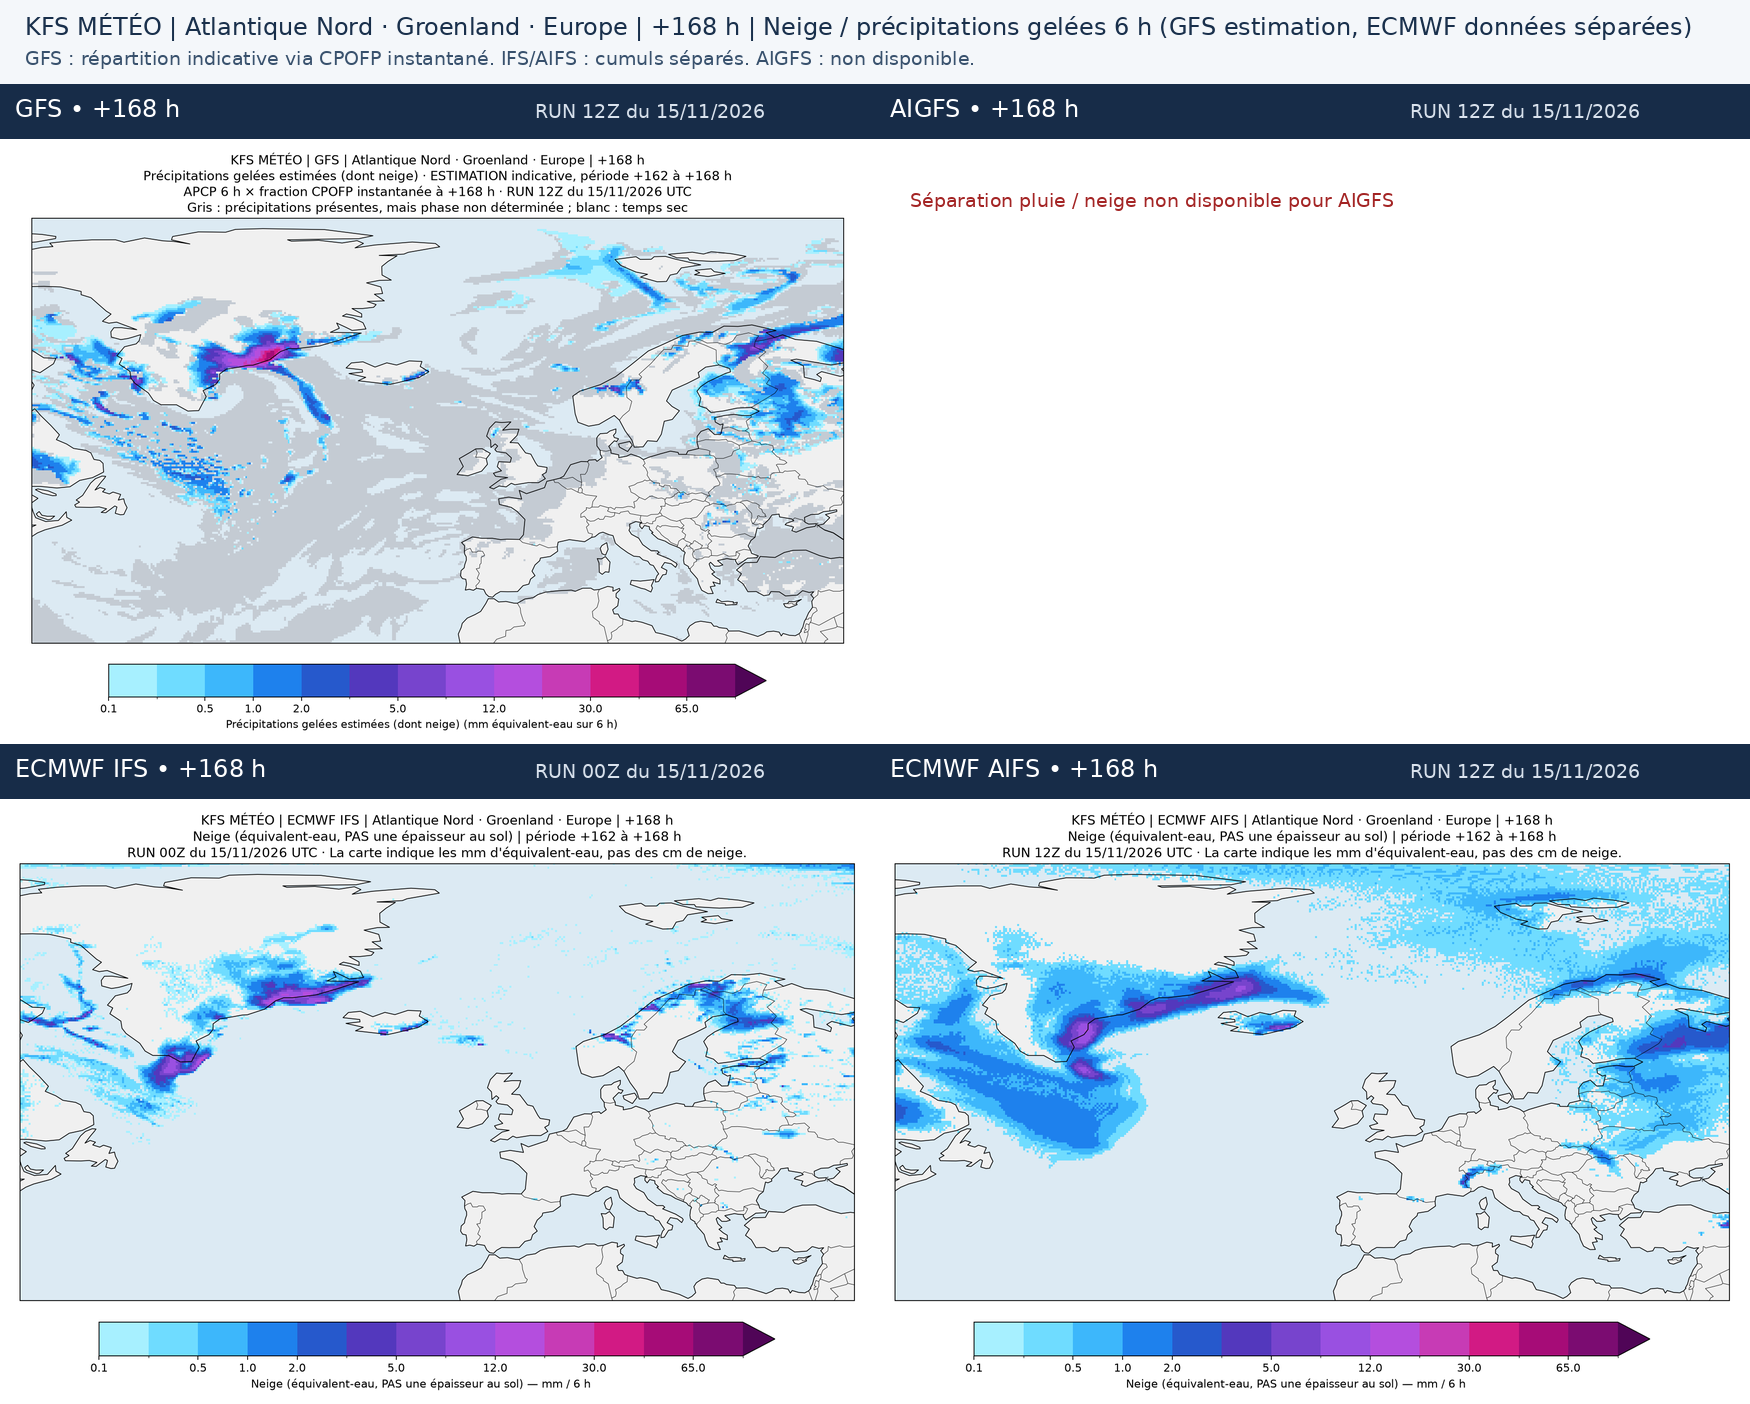 KFS MÉTÉO | Atlantique Nord · Groenland · Europe | +168 h | Neige / précipitations gelées 6 h (GFS estimation, ECMWF données séparées)
GFS : répartition indicative via CPOFP instantané. IFS/AIFS : cumuls séparés. AIGFS : non disponible.
GFS • +168 h
RUN 12Z du 15/11/2026
AIGFS • +168 h
RUN 12Z du 15/11/2026
KFS MÉTÉO | GFS | Atlantique Nord · Groenland · Europe | +168 h
Précipitations gelées estimées (dont neige) · ESTIMATION indicative, période +162 à +168 h
APCP 6 h × fraction CPOFP instantanée à +168 h · RUN 12Z du 15/11/2026 UTC
Gris : précipitations présentes, mais phase non déterminée ; blanc : temps sec
Séparation pluie / neige non disponible pour AIGFS
0.1 0.5 1.0 2.0 5.0 12.0 30.0 65.0
Précipitations gelées estimées (dont neige) (mm équivalent-eau sur 6 h)
ECMWF IFS • +168 h
RUN 00Z du 15/11/2026
ECMWF AIFS • +168 h
RUN 12Z du 15/11/2026
KFS MÉTÉO | ECMWF IFS | Atlantique Nord · Groenland · Europe | +168 h
Neige (équivalent-eau, PAS une épaisseur au sol) | période +162 à +168 h
RUN 00Z du 15/11/2026 UTC · La carte indique les mm d'équivalent-eau, pas des cm de neige.
KFS MÉTÉO | ECMWF AIFS | Atlantique Nord · Groenland · Europe | +168 h
Neige (équivalent-eau, PAS une épaisseur au sol) | période +162 à +168 h
RUN 12Z du 15/11/2026 UTC · La carte indique les mm d'équivalent-eau, pas des cm de neige.
0.1 0.5 1.0 2.0 5.0 12.0 30.0 65.0
Neige (équivalent-eau, PAS une épaisseur au sol) — mm / 6 h
0.1 0.5 1.0 2.0 5.0 12.0 30.0 65.0
Neige (équivalent-eau, PAS une épaisseur au sol) — mm / 6 h